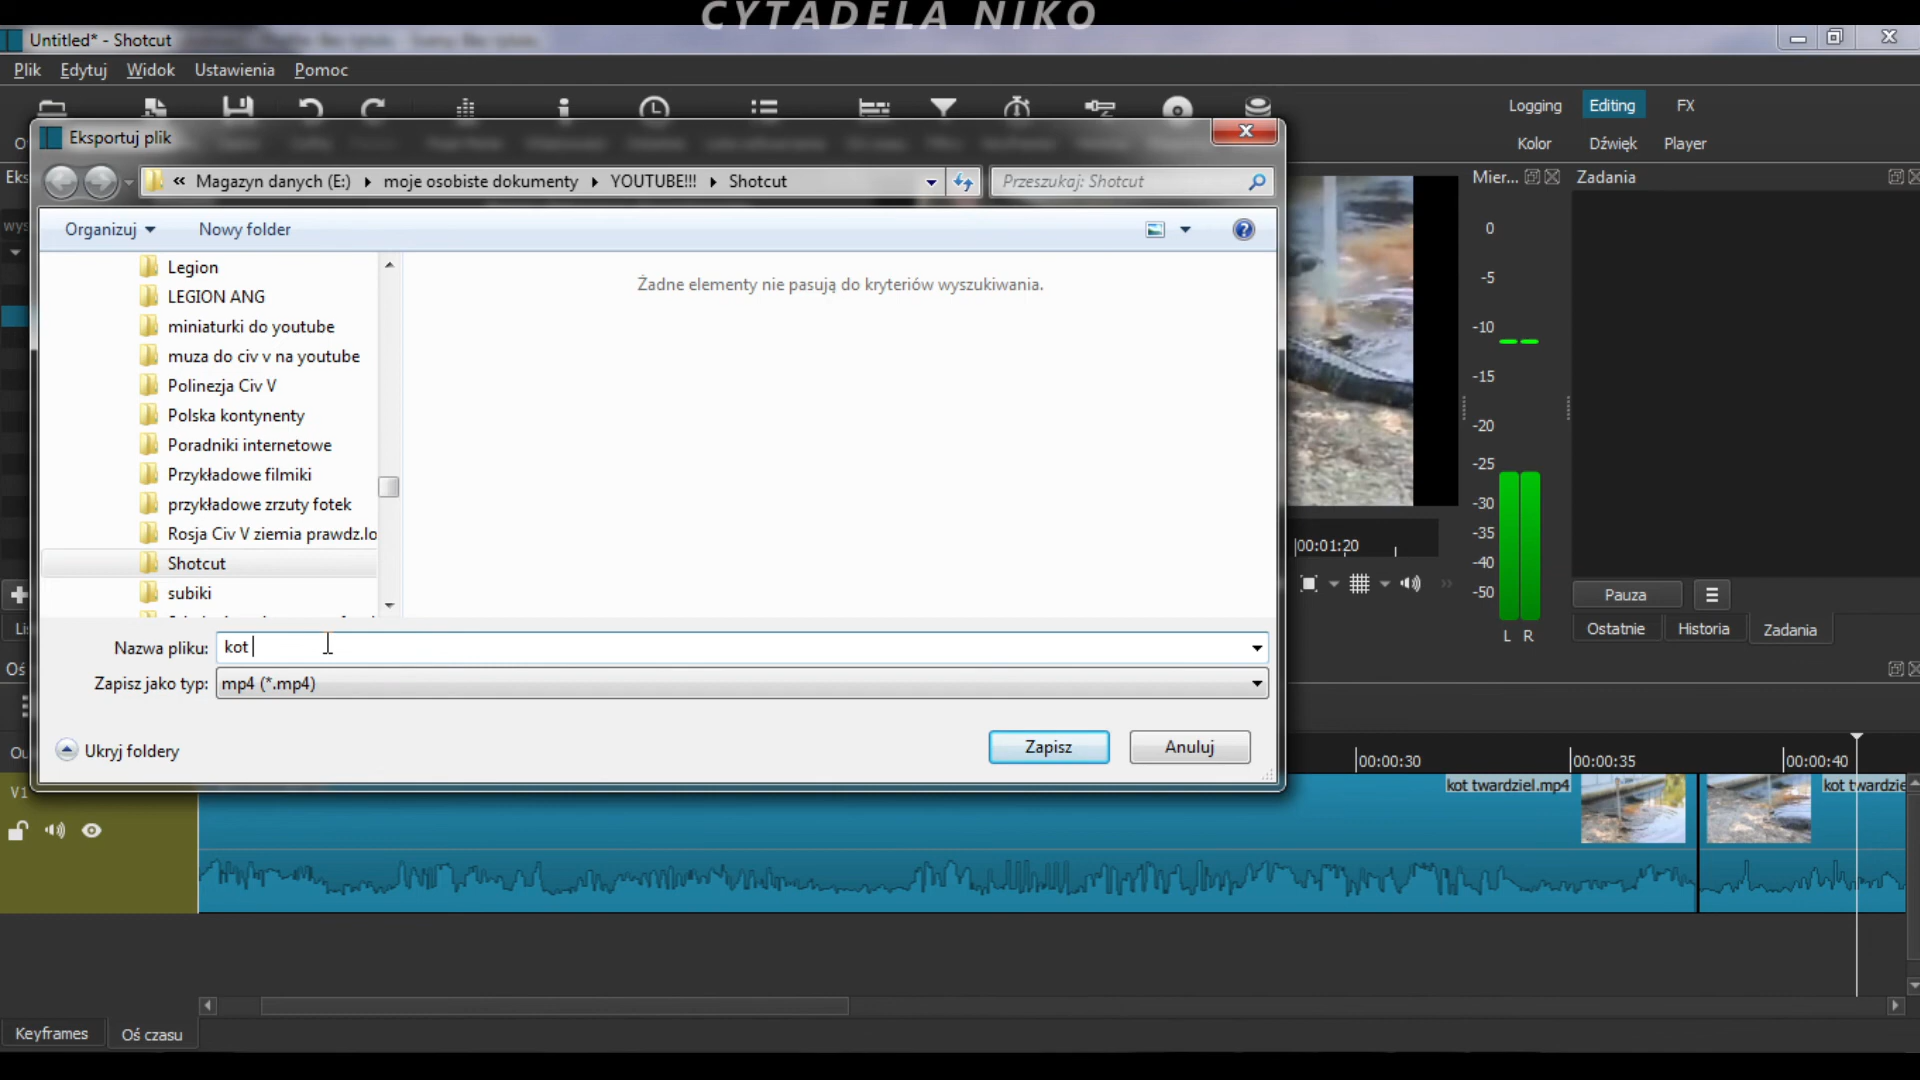 CYTADELA NIKO
Untitled* - Shotcut
Plik Edytuj Widok Ustawienia Pomoc
Logging Editing FX
Kolor Dźwięk Player
Eksportuj plik
« Magazyn danych (E:) moje osobiste dokumenty YOUTUBE!!! Shotcut
Przeszukaj: Shotcut
Mier... Zadania
Organizuj Nowy folder
Żadne elementy nie pasują do kryteriów wyszukiwania.
Legion
LEGION ANG
miniaturki do youtube
muza do civ v na youtube
Polinezja Civ V
Polska kontynenty
Poradniki internetowe
Przykładowe filmiki
przykładowe zrzuty fotek
Rosja Civ V ziemia prawdz.lo
Shotcut
subiki
0
-5
-10
-15
-20
-25
-30
-35
-40
-50
L R
00:01:20
Pauza
Ostatnie Historia Zadania
Nazwa pliku: kot
Zapisz jako typ: mp4 (*.mp4)
Ukryj foldery Zapisz Anuluj
00:00:30 00:00:35 00:00:40
V1
kot twardziel.mp4 kot twardzie
Keyframes Oś czasu